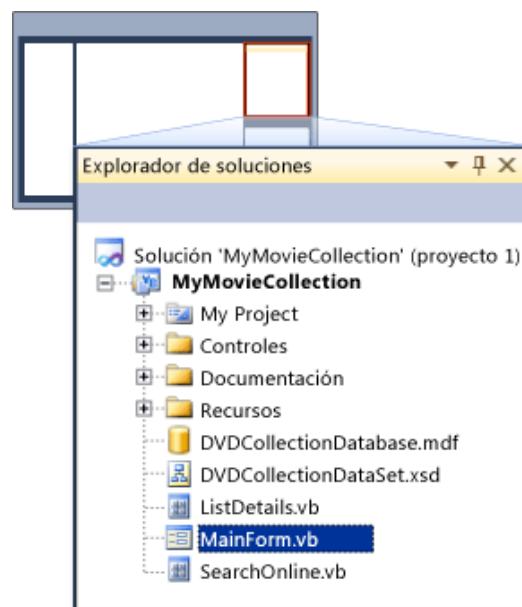 Explorador de soluciones
Solución 'MyMovieCollection' (proyecto 1)
MyMovieCollection
My Project
Controles
Documentación
Recursos
DVDCollectionDatabase.mdf
DVDCollectionDataSet.xsd
ListDetails.vb
MainForm.vb
SearchOnline.vb